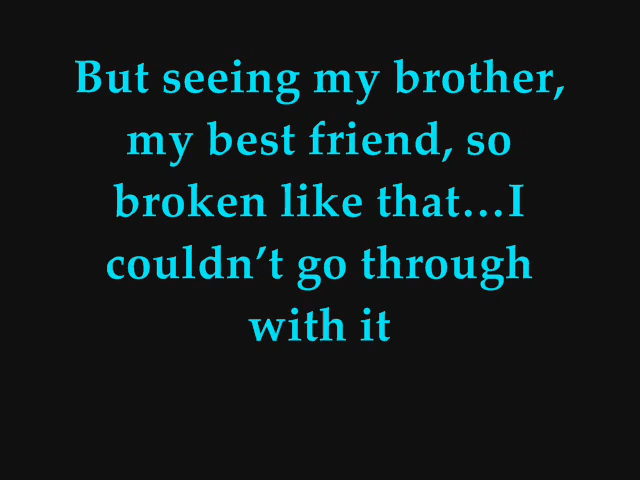 But seeing my brother,
my best friend, so
broken like that…I
couldn’t go through
with it